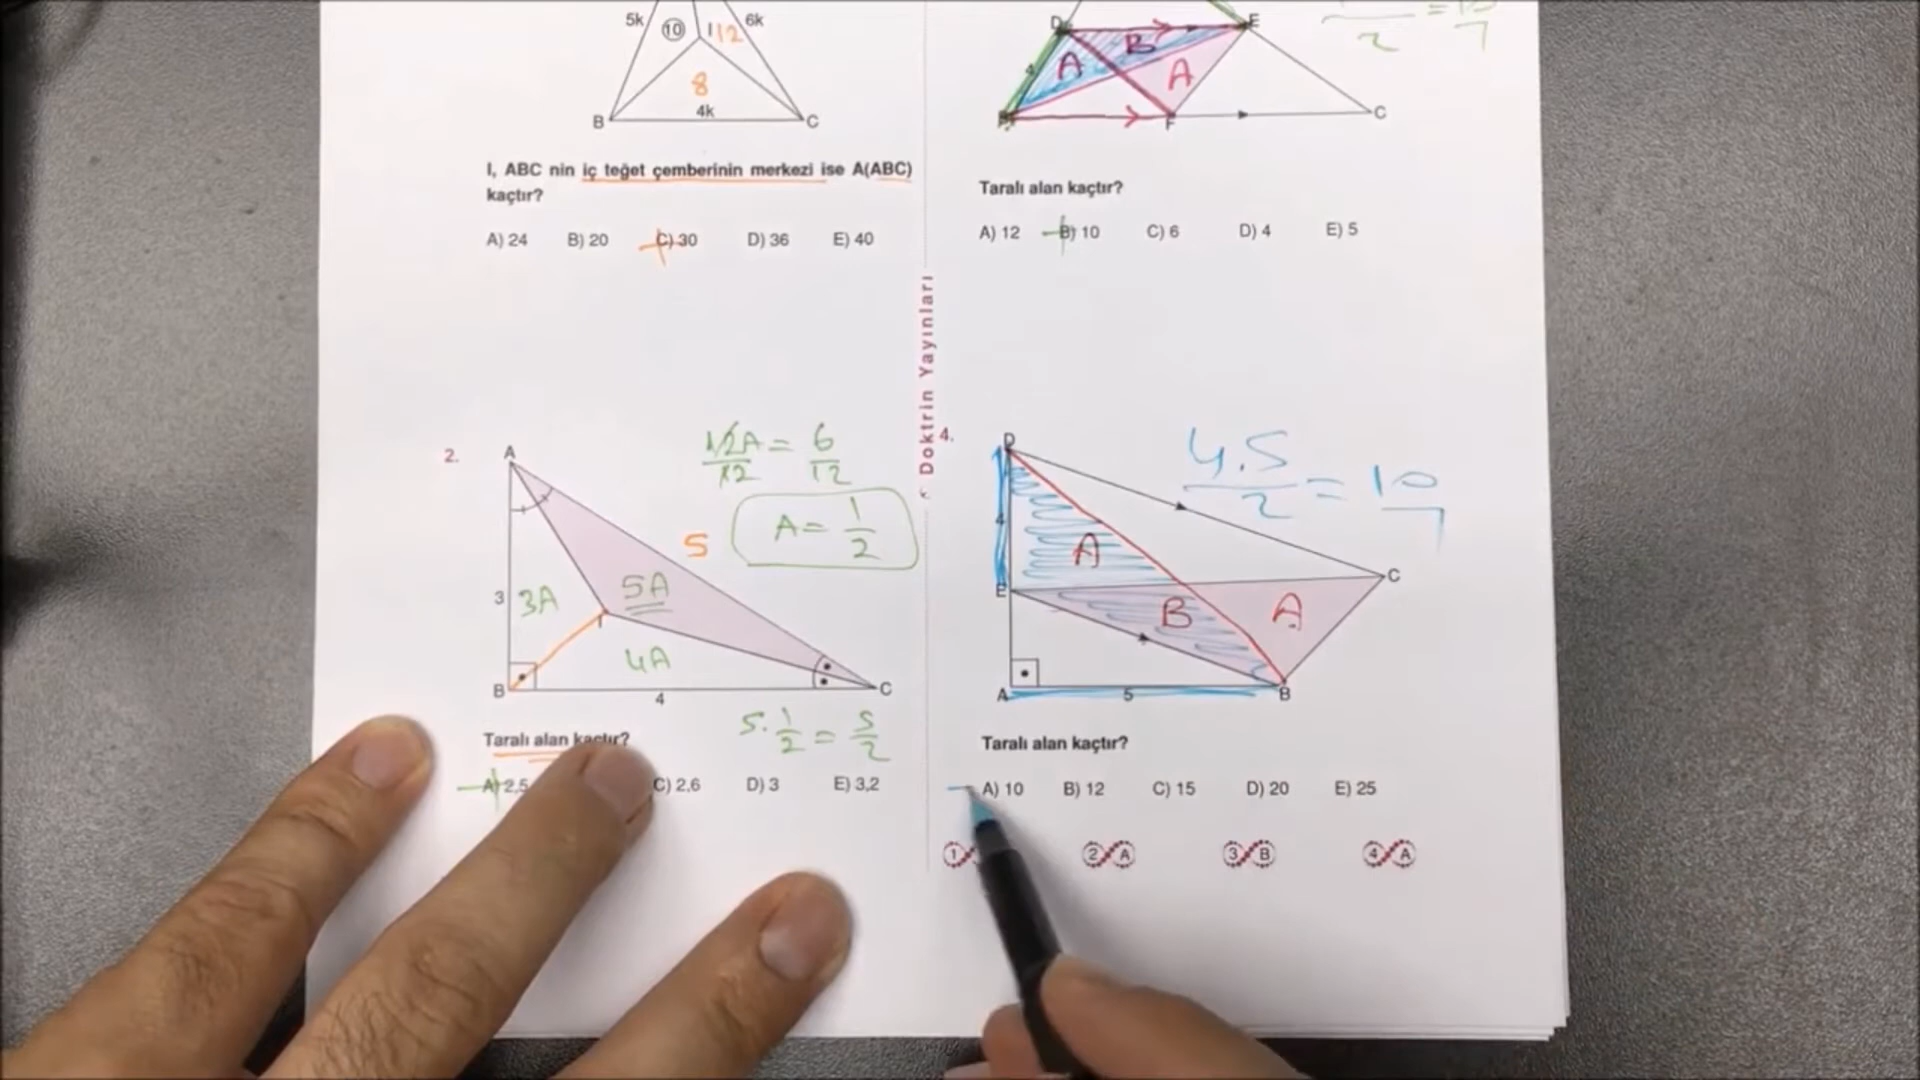 5k
10
I
12
6k
8
4k
B
C
I, ABC nin iç teğet çemberinin merkezi ise A(ABC)
kaçtır?
A) 24 B) 20 C) 30 D) 36 E) 40
2.
A
12A/12 = 6/12
A = 1/2
5
3
3A
5A
I
4A
B
4
C
5.1/2 = 5/2
Taralı alan kaçtır?
A) 2,5 C) 2,6 D) 3 E) 3,2
Doktrin Yayınları
D
E
B
A
A
4
F
C
Taralı alan kaçtır?
A) 12 B) 10 C) 6 D) 4 E) 5
4.
D
4.5/2 = 10
4
A
E
C
B
A
A
5
B
Taralı alan kaçtır?
A) 10 B) 12 C) 15 D) 20 E) 25
1 2 A 3 B 4 A